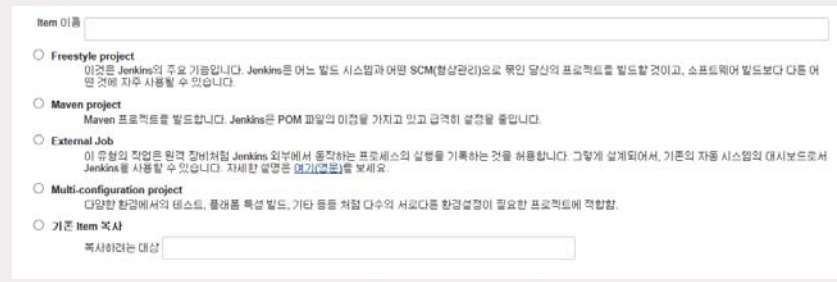 Item 이름
Freestyle project
이것은 Jenkins의 주요 기능입니다. Jenkins은 어느 빌드 시스템과 어떤 SCM(형상관리)으로 묶인 당신의 프로젝트를 빌드할 것이고, 소프트웨어 빌드보다 다른 어
떤 것에 자주 사용될 수 있습니다.
Maven project
Maven 프로젝트를 빌드합니다. Jenkins은 POM 파일의 이점을 가지고 있고 급격히 설정을 줄입니다.
External Job
이 유형의 작업은 원격 장비처럼 Jenkins 외부에서 동작하는 프로세스의 실행을 기록하는 것을 허용합니다. 그렇게 설계되어서, 기존의 자동 시스템의 대시보드로서
Jenkins을 사용할 수 있습니다. 자세한 설명은 여기(영문)를 보세요.
Multi-configuration project
다양한 환경에서의 테스트, 플래폼 특성 빌드, 기타 등등 처럼 다수의 서로다른 환경설정이 필요한 프로젝트에 적합함.
기존 Item 복사
복사하려는 대상